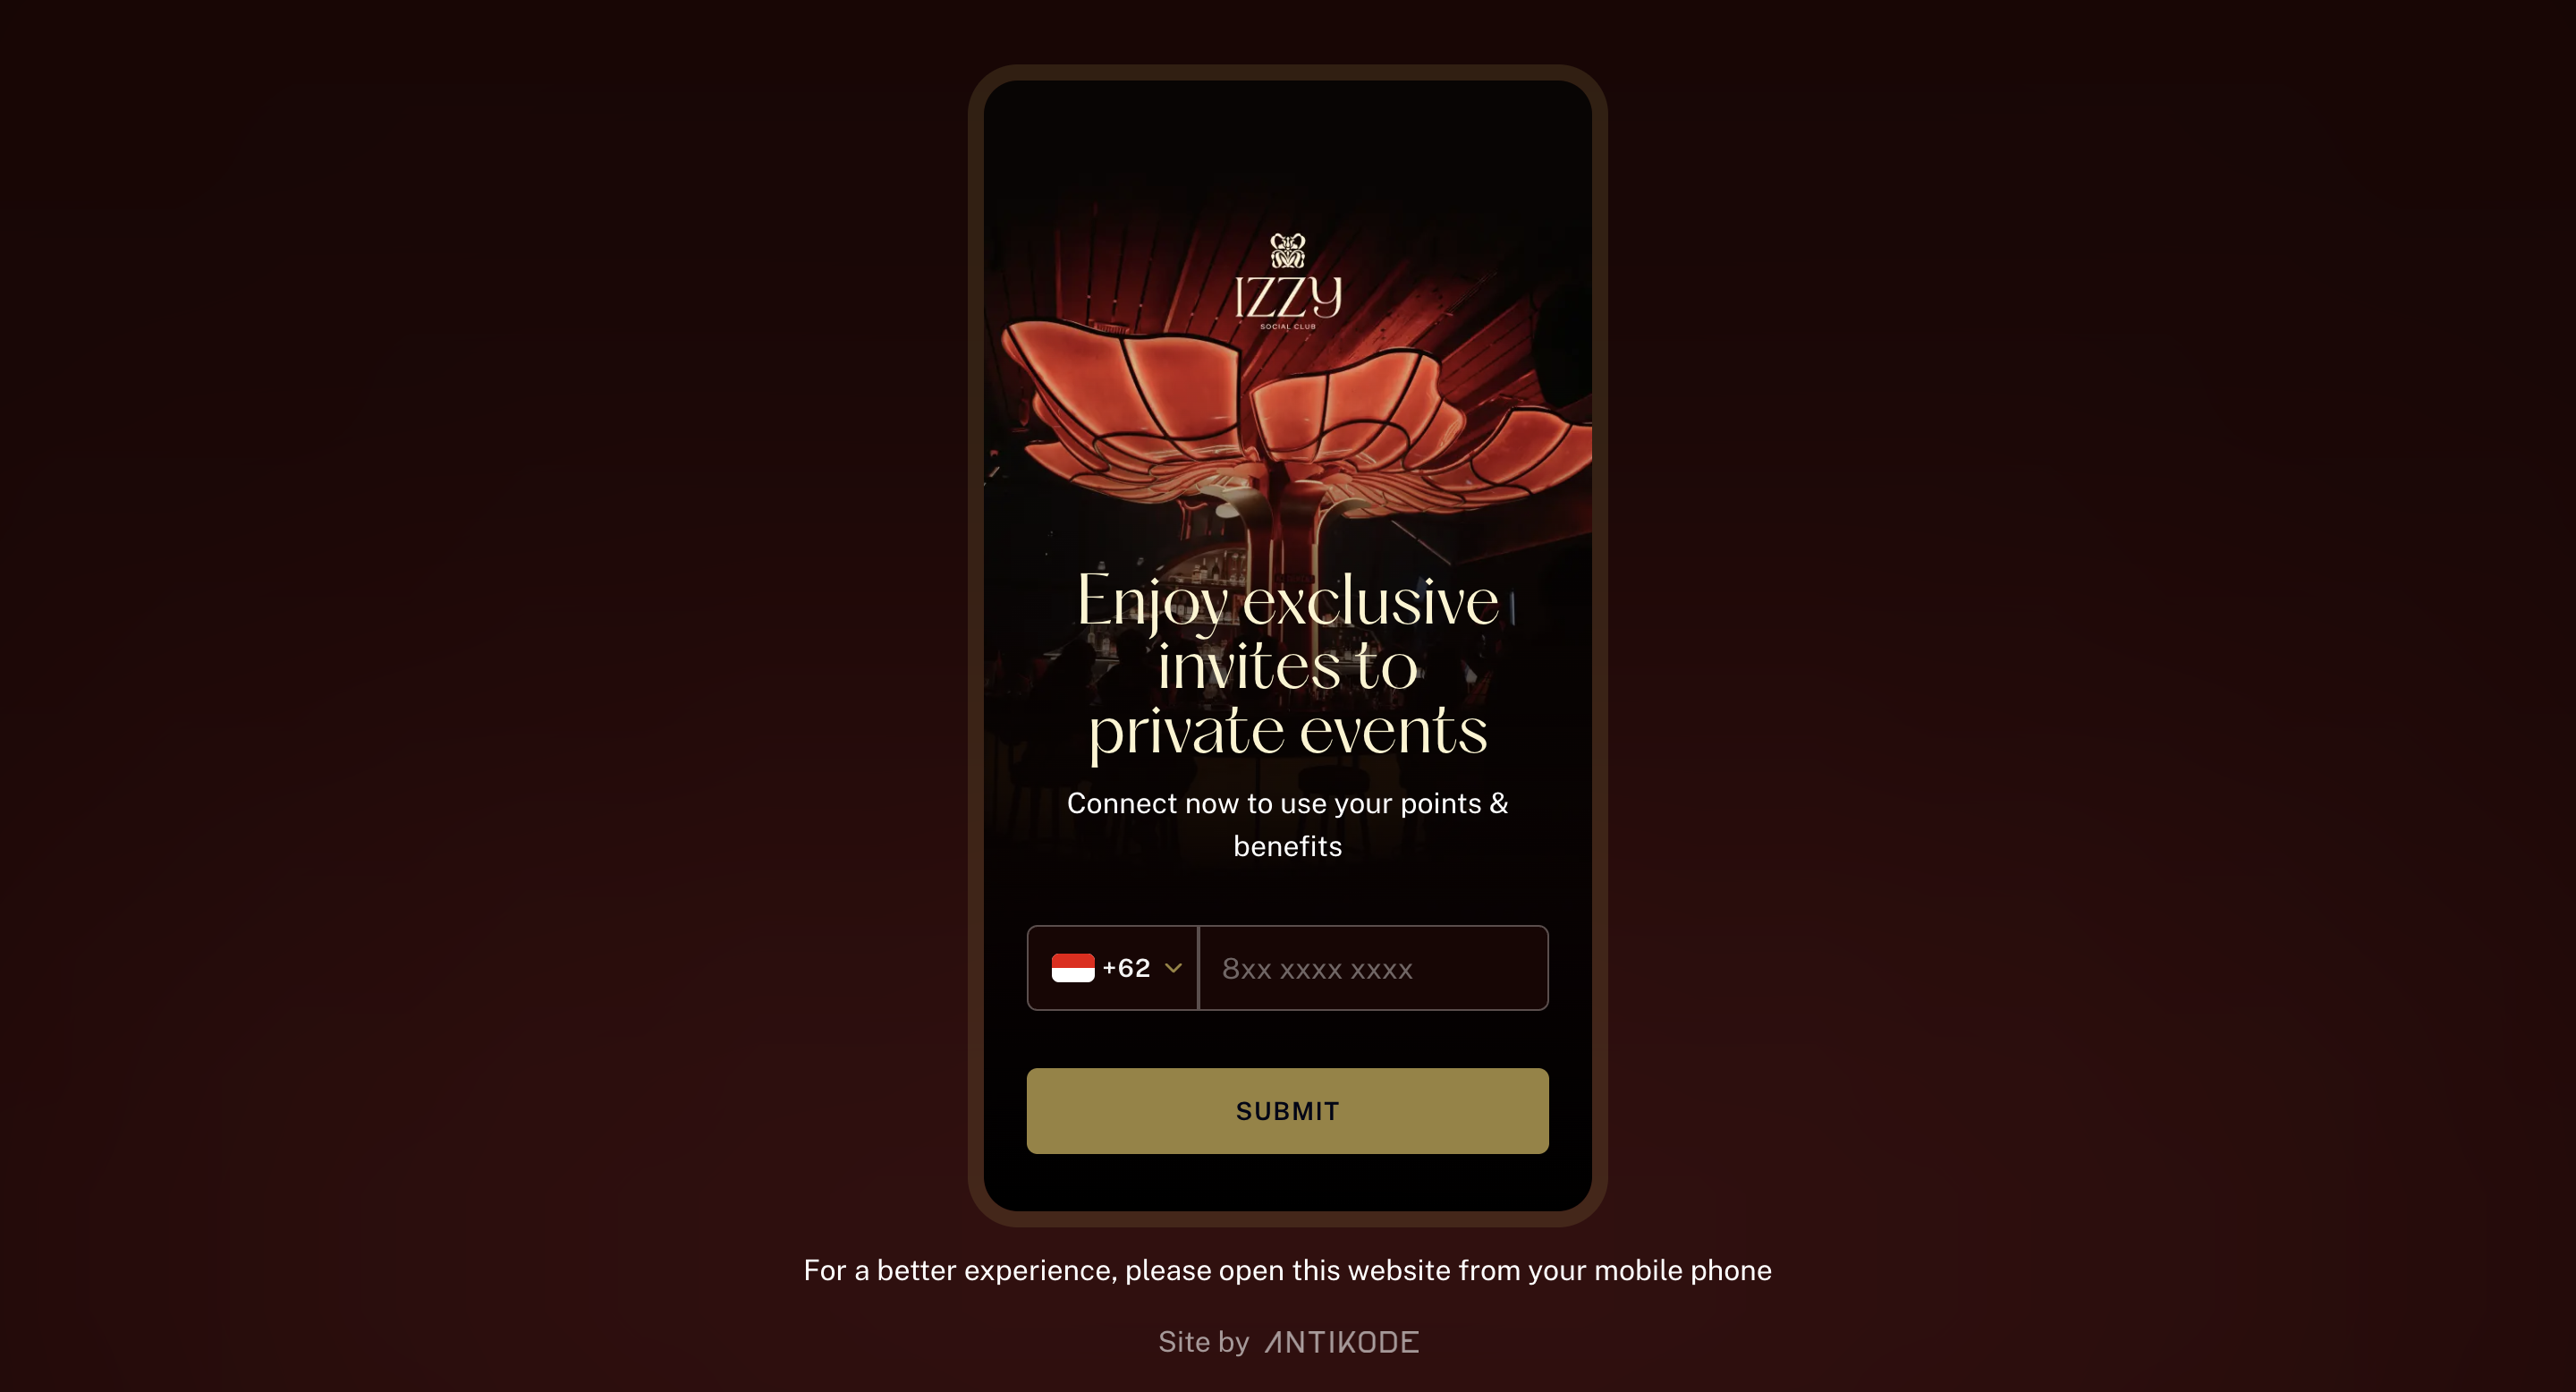 IZZY
SOCIAL CLUB
Enjoy exclusive
invites to
private events
Connect now to use your points &
benefits
+62
8xx xxxx xxxx
SUBMIT
For a better experience, please open this website from your mobile phone
Site by ANTIKODE